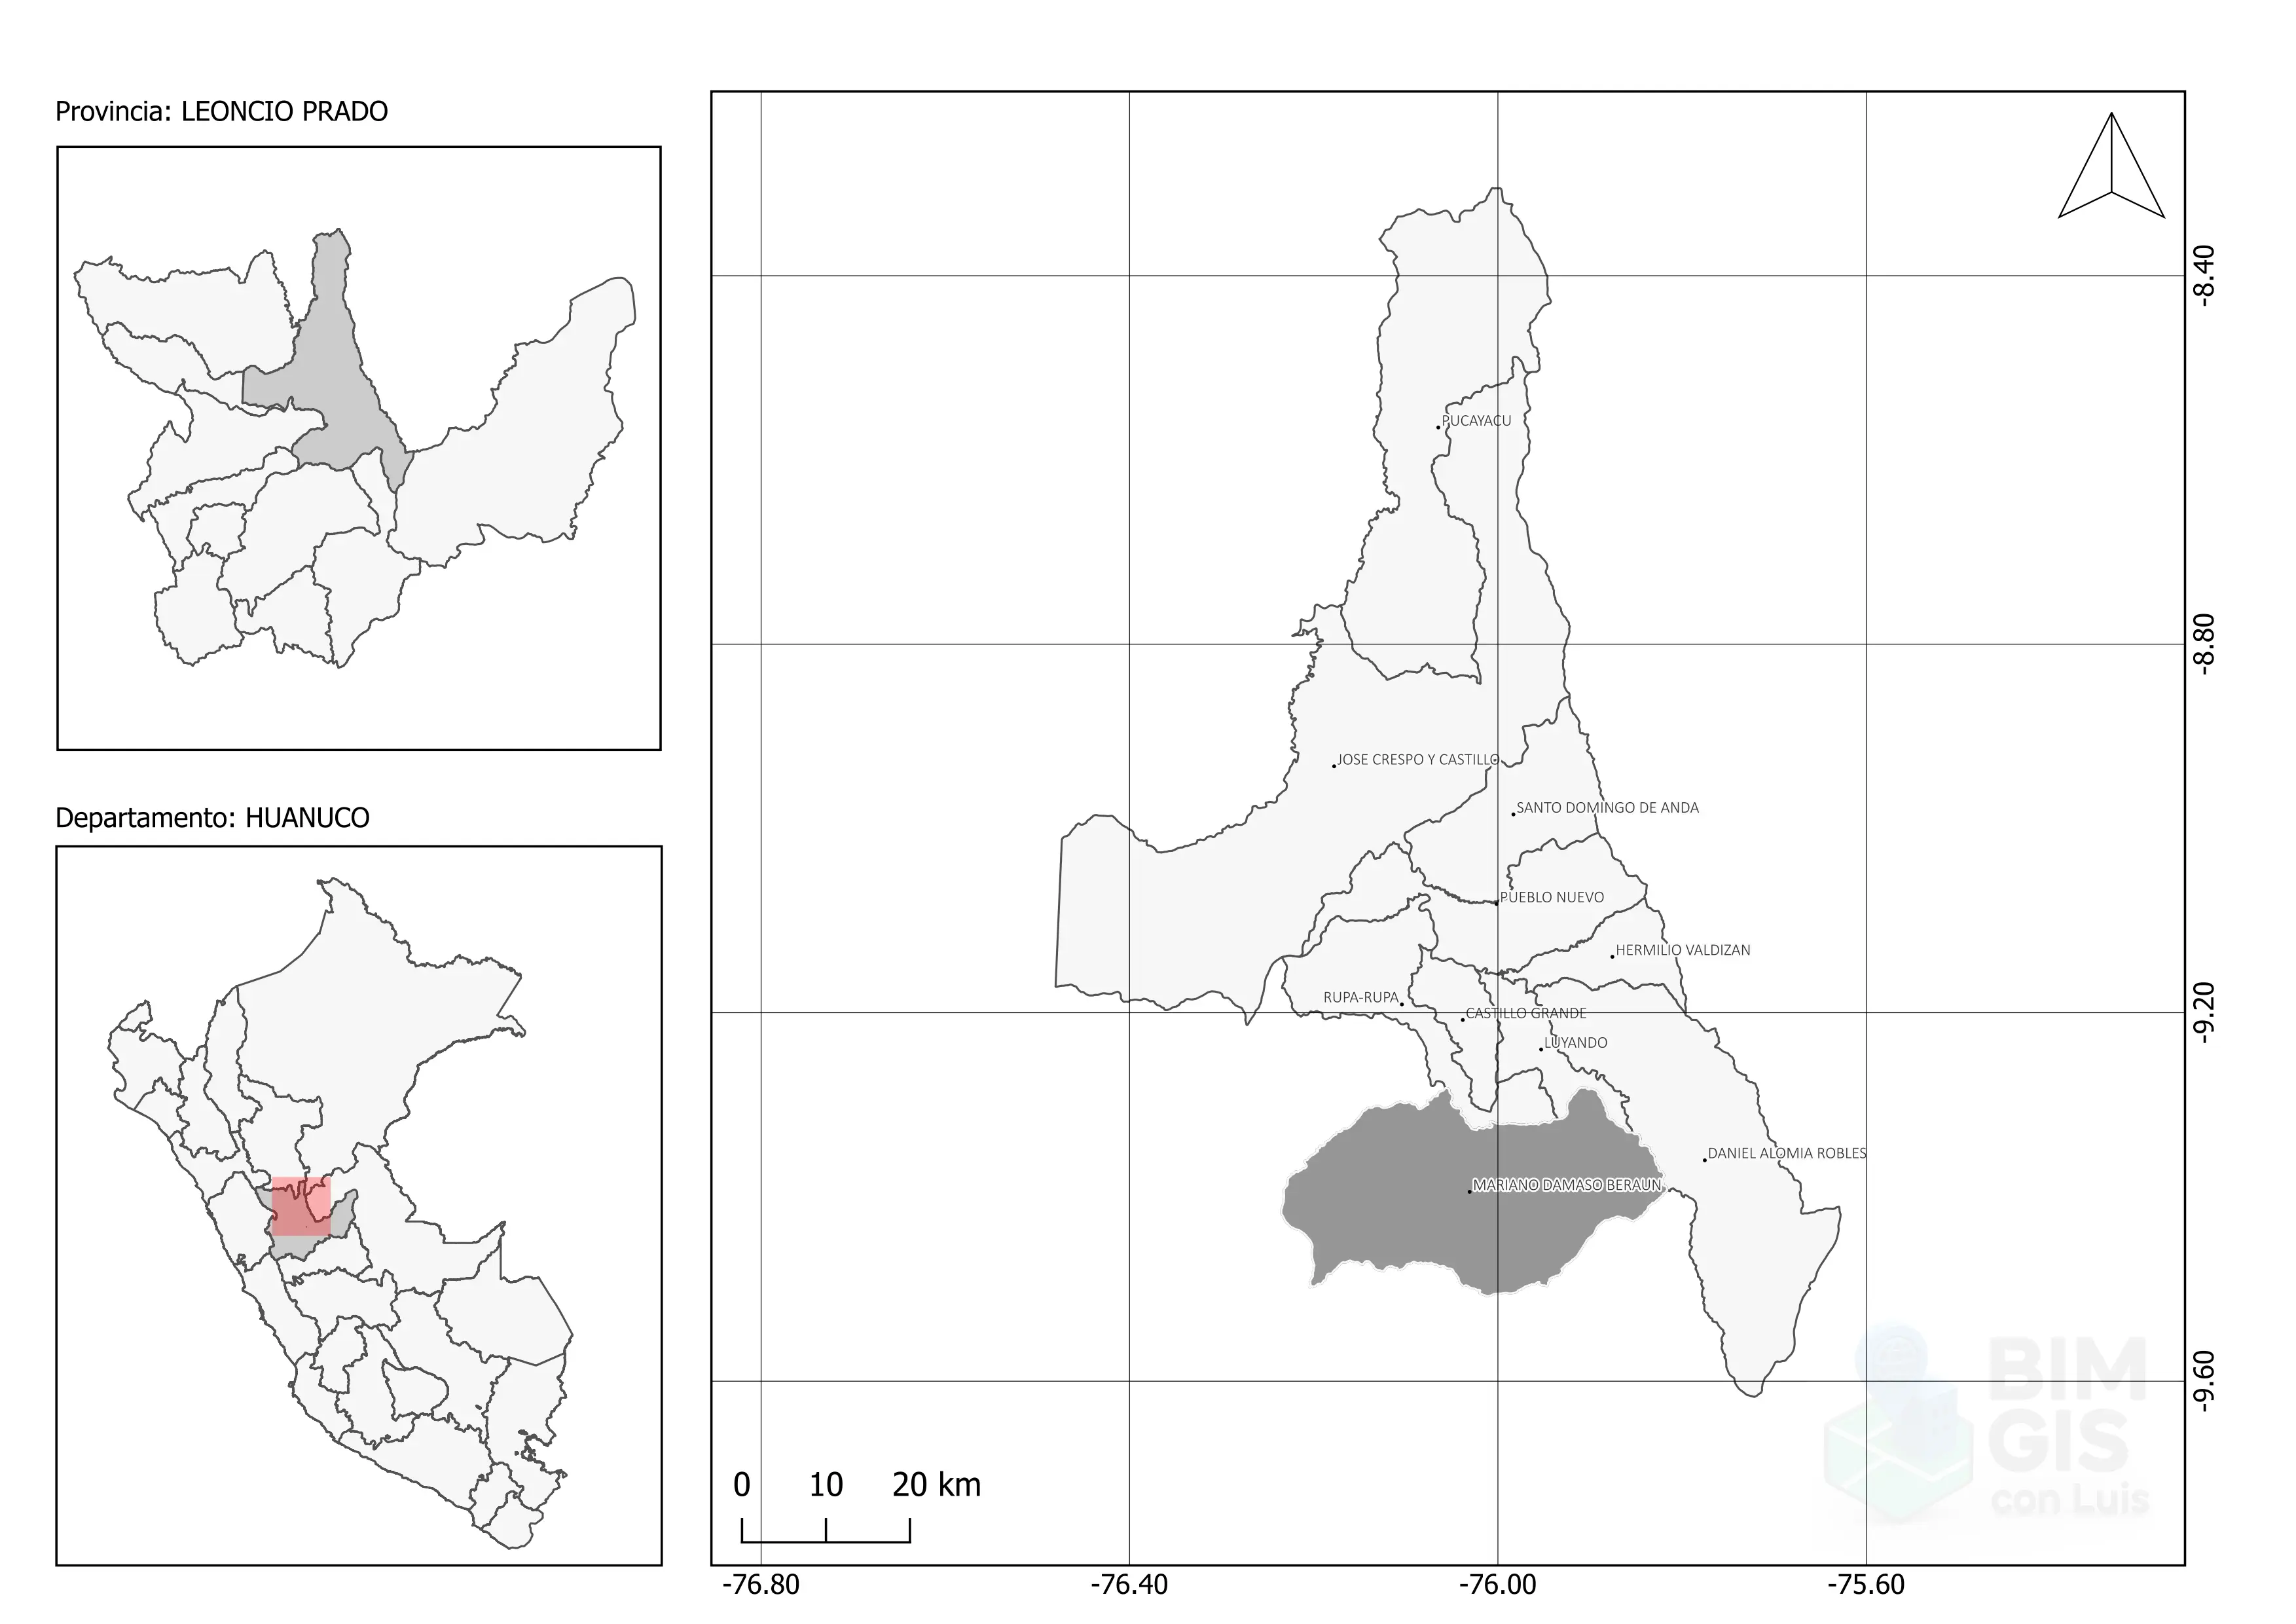 Provincia: LEONCIO PRADO
Departamento: HUANUCO
PUCAYACU
JOSE CRESPO Y CASTILLO
SANTO DOMINGO DE ANDA
PUEBLO NUEVO
HERMILIO VALDIZAN
RUPA-RUPA
CASTILLO GRANDE
LUYANDO
DANIEL ALOMIA ROBLES
MARIANO DAMASO BERAUN
-8.40
-8.80
-9.20
-9.60
BIM
GIS
con Luis
0 10 20 km
-76.80 -76.40 -76.00 -75.60